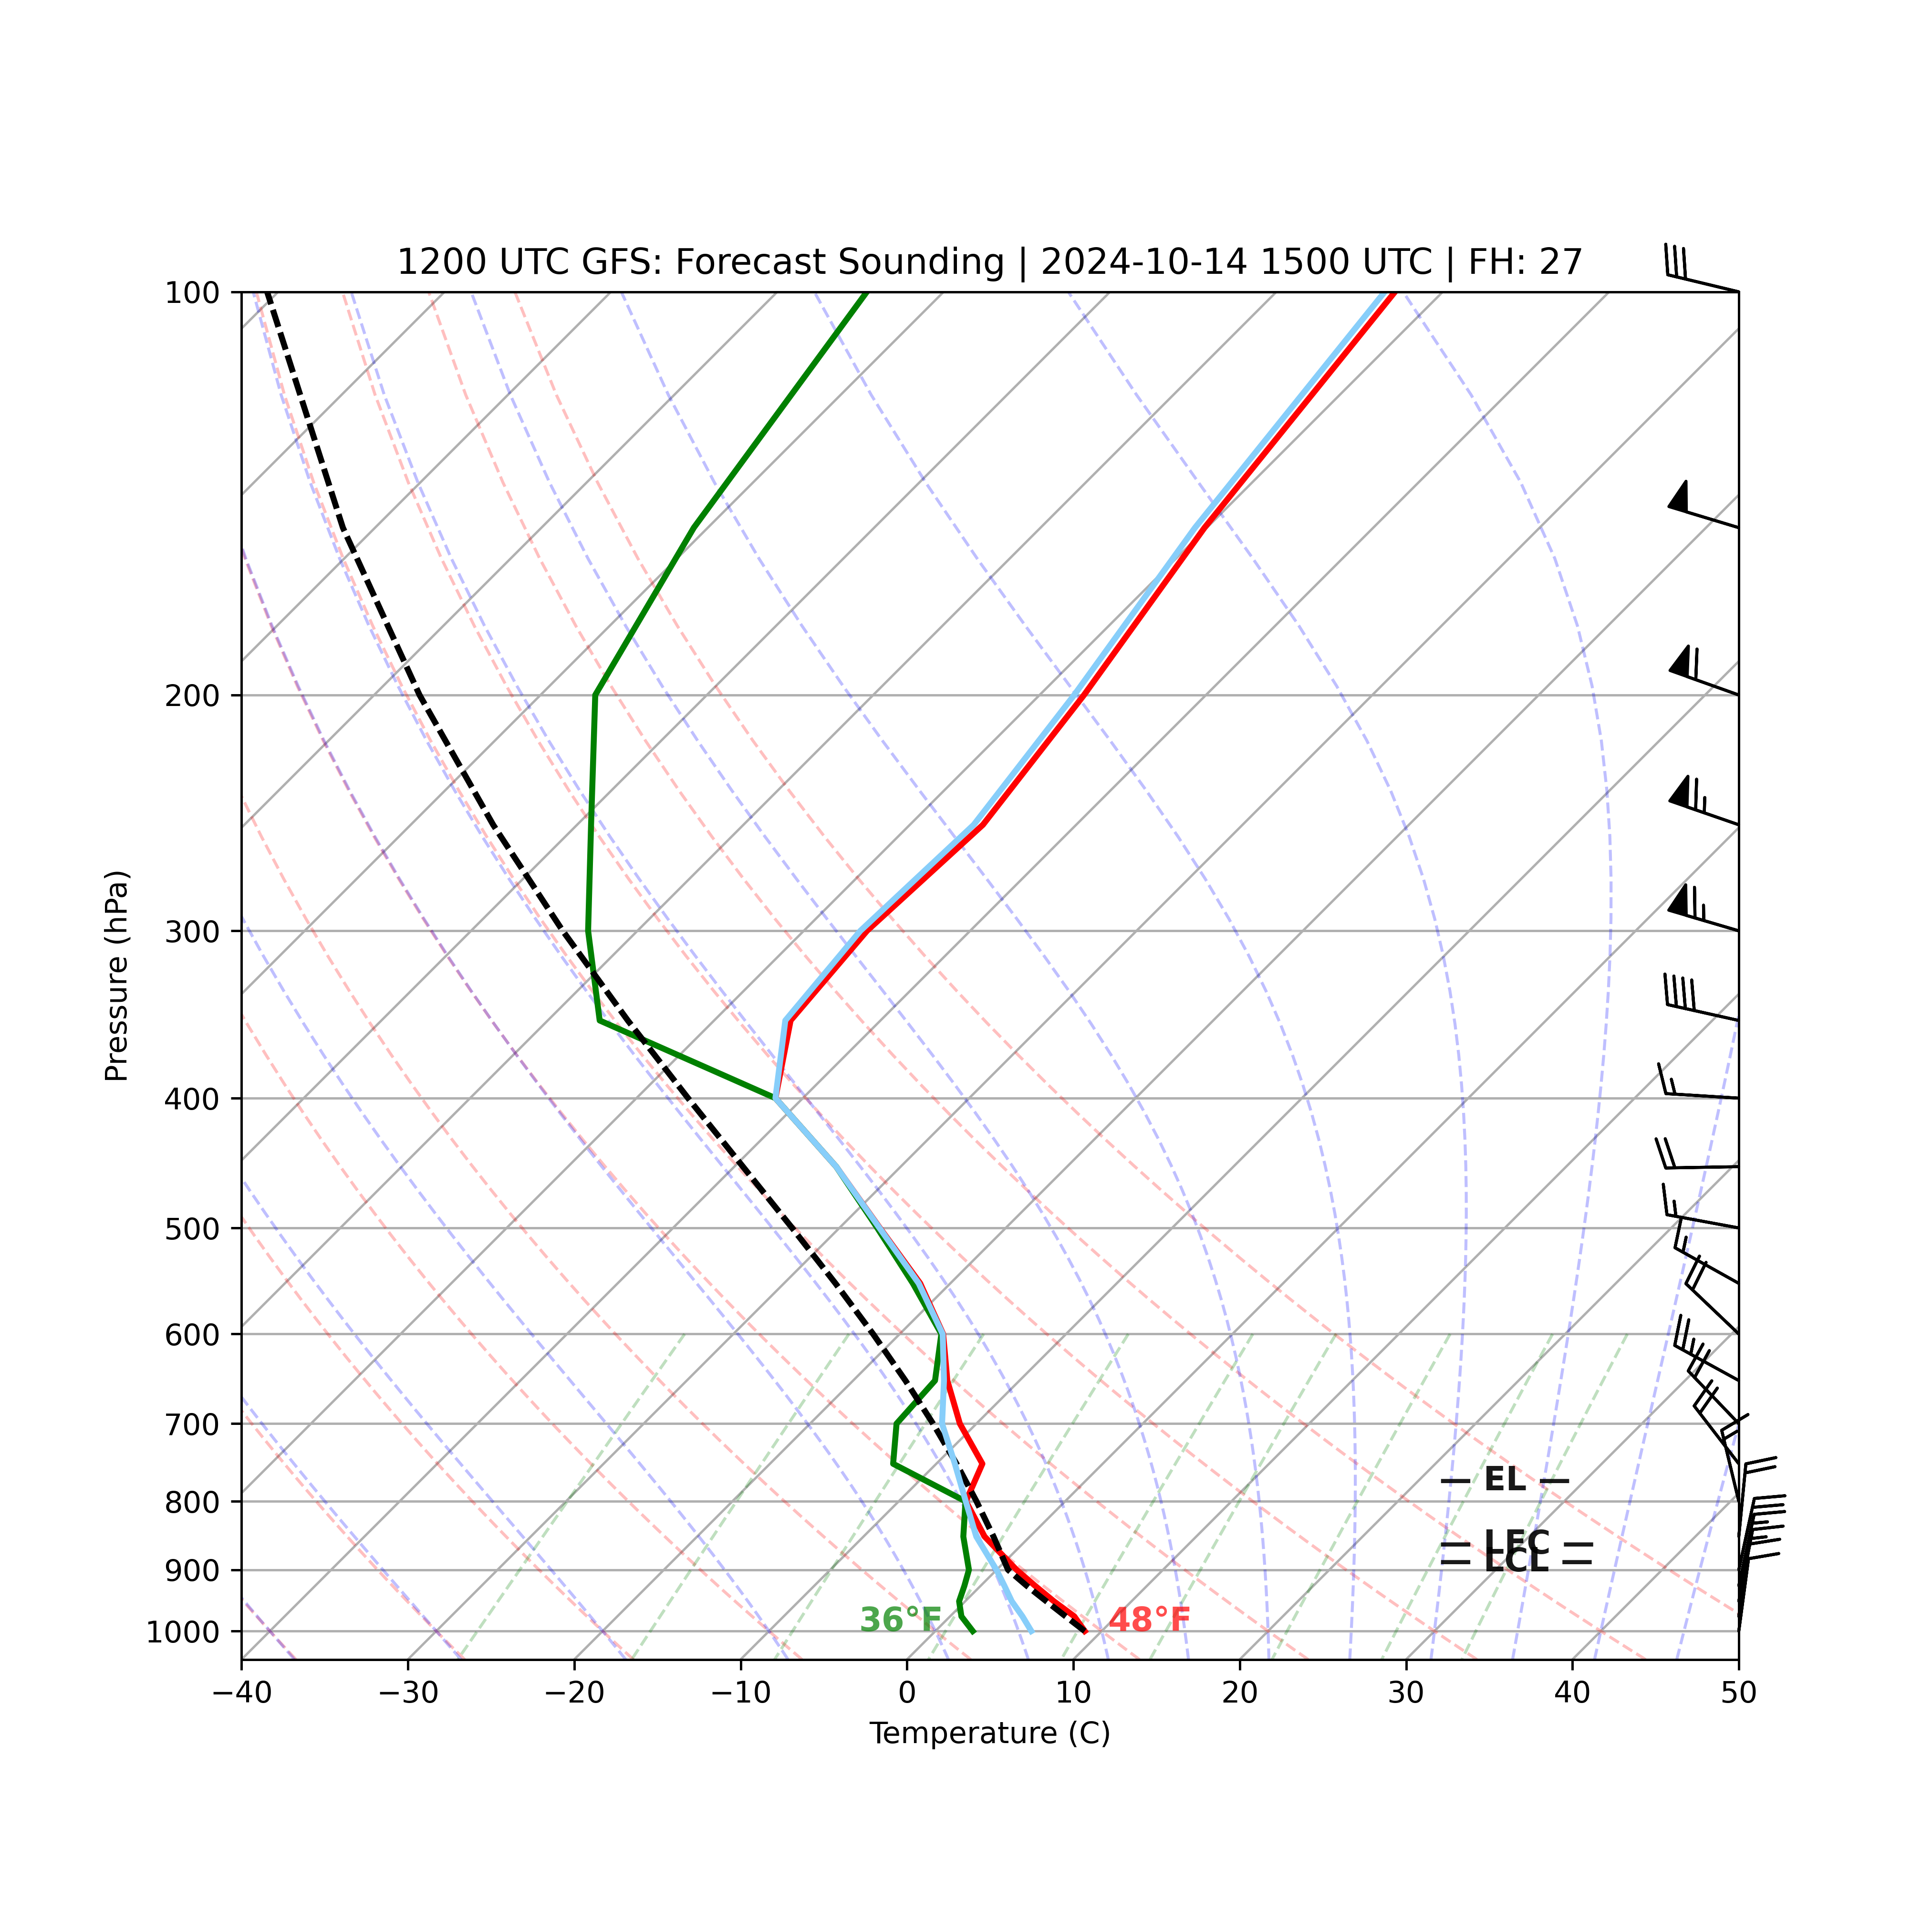 1200 UTC GFS: Forecast Sounding | 2024-10-14 1500 UTC | FH: 27
100
200
300
400
500
600
700
800
900
1000
Pressure (hPa)
— EL —
— LFC —
— LCL —
36°F
48°F
−40 −30 −20 −10 0 10 20 30 40 50
Temperature (C)